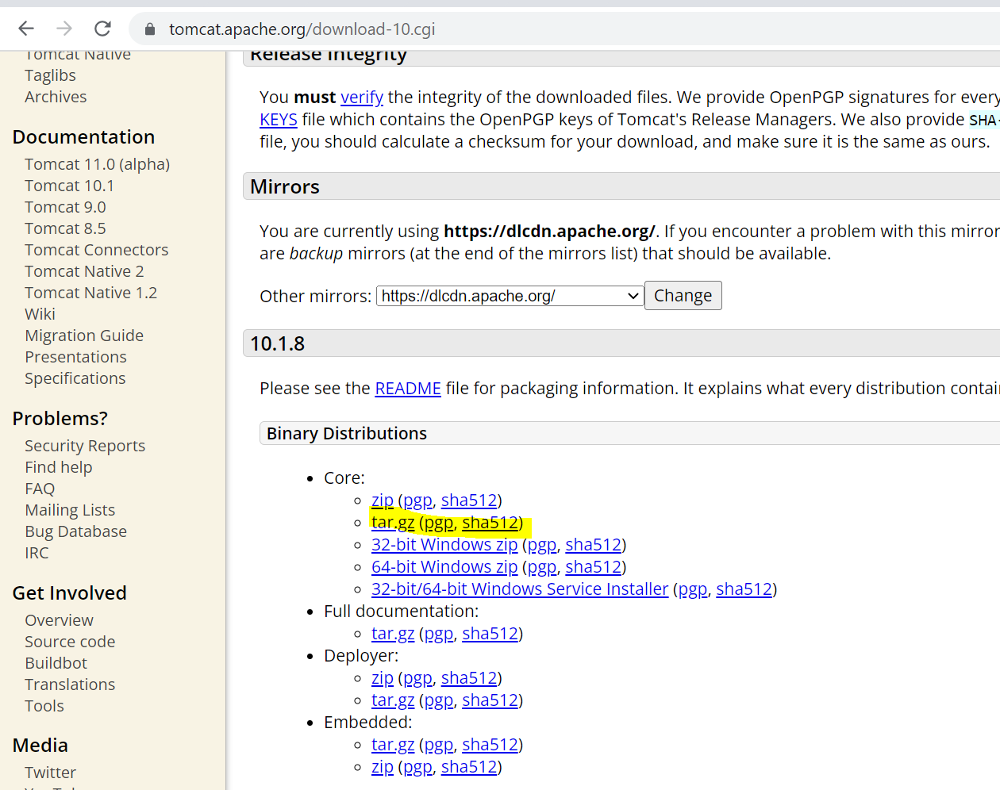 tomcat.apache.org/download-10.cgi
Tomcat Native
Taglibs
Archives
Documentation
Tomcat 11.0 (alpha)
Tomcat 10.1
Tomcat 9.0
Tomcat 8.5
Tomcat Connectors
Tomcat Native 2
Tomcat Native 1.2
Wiki
Migration Guide
Presentations
Specifications
Problems?
Security Reports
Find help
FAQ
Mailing Lists
Bug Database
IRC
Get Involved
Overview
Source code
Buildbot
Translations
Tools
Media
Twitter
Release Integrity
You must verify the integrity of the downloaded files. We provide OpenPGP signatures for every
KEYS file which contains the OpenPGP keys of Tomcat's Release Managers. We also provide SHA-
file, you should calculate a checksum for your download, and make sure it is the same as ours.
Mirrors
You are currently using https://dlcdn.apache.org/. If you encounter a problem with this mirror
are backup mirrors (at the end of the mirrors list) that should be available.
Other mirrors: https://dlcdn.apache.org/ Change
10.1.8
Please see the README file for packaging information. It explains what every distribution contai
Binary Distributions
Core:
zip (pgp, sha512)
tar.gz (pgp, sha512)
32-bit Windows zip (pgp, sha512)
64-bit Windows zip (pgp, sha512)
32-bit/64-bit Windows Service Installer (pgp, sha512)
Full documentation:
tar.gz (pgp, sha512)
Deployer:
zip (pgp, sha512)
tar.gz (pgp, sha512)
Embedded:
tar.gz (pgp, sha512)
zip (pgp, sha512)